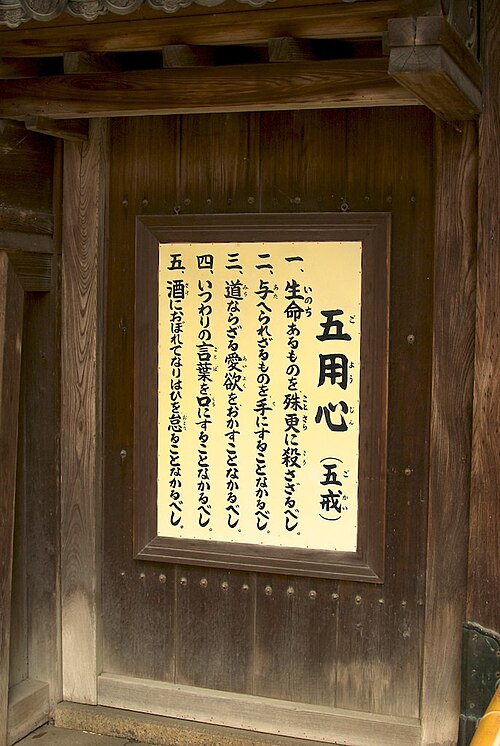 五用心（五戒）
一、生命あるものを殊更に殺さざるべし。
二、与へられざるものを手にすることなかるべし。
三、道ならざる愛欲をおかすことなかるべし。
四、いつわりの言葉を口にすることなかるべし。
五、酒におぼれてなりはひを怠ることなかるべし。